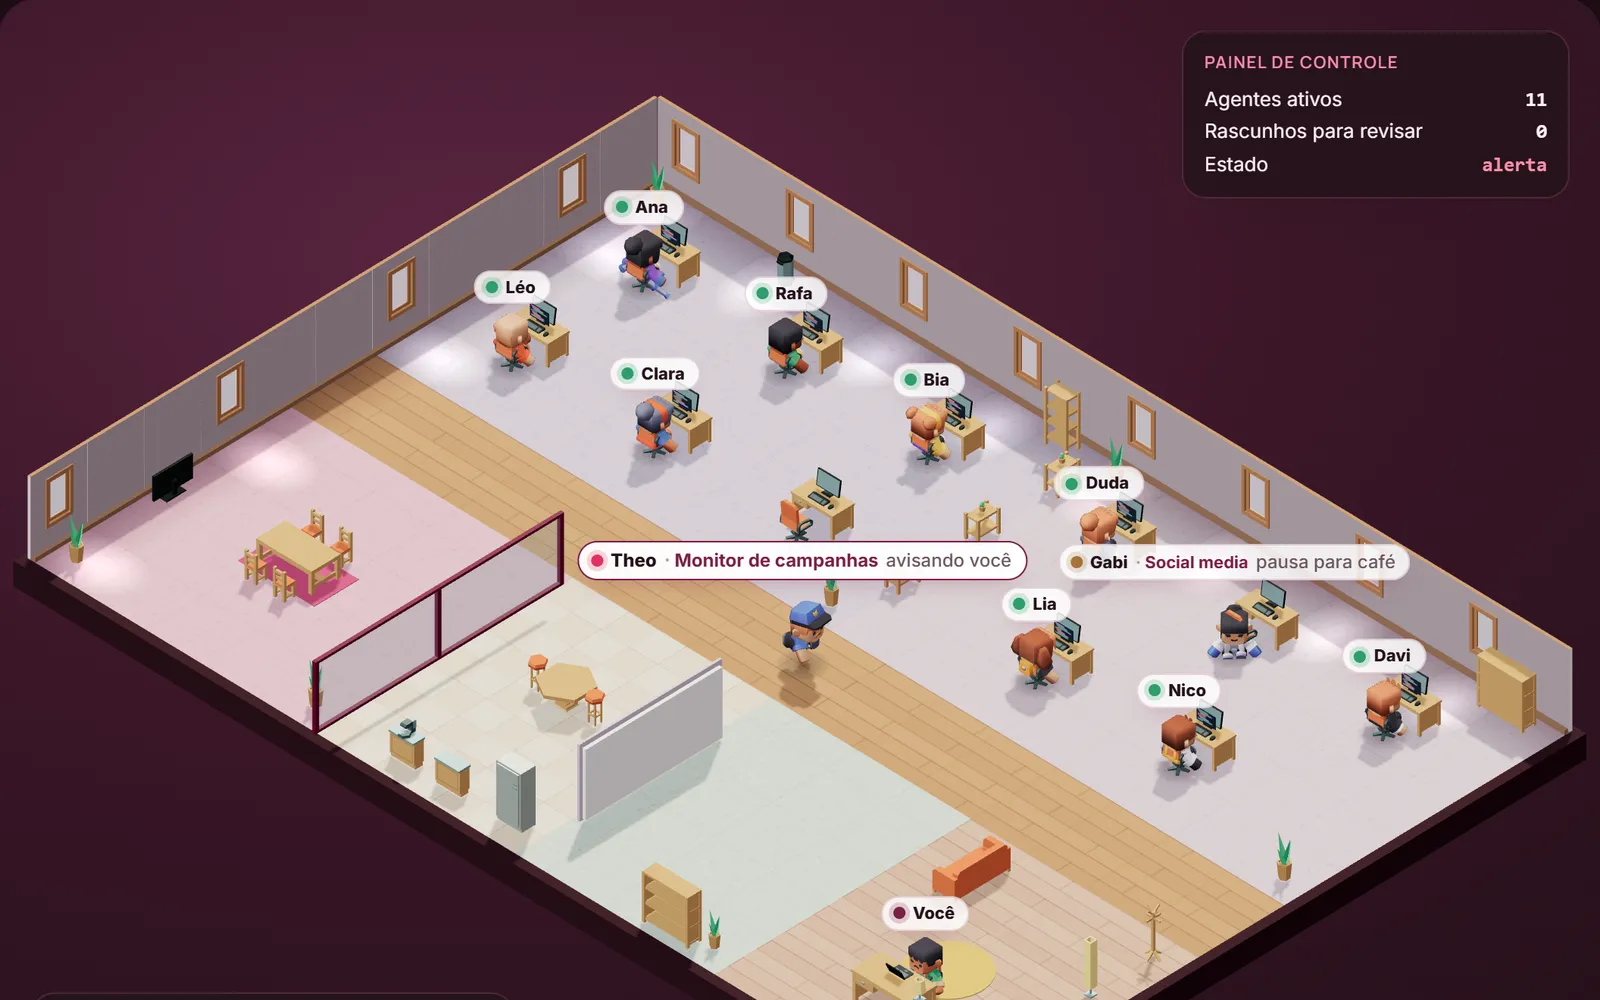 PAINEL DE CONTROLE
Agentes ativos 11
Rascunhos para revisar 0
Estado alerta
Ana
Léo
Rafa
Clara
Bia
Duda
Theo · Monitor de campanhas avisando você
Gabi · Social media pausa para café
Lia
Davi
Nico
Você